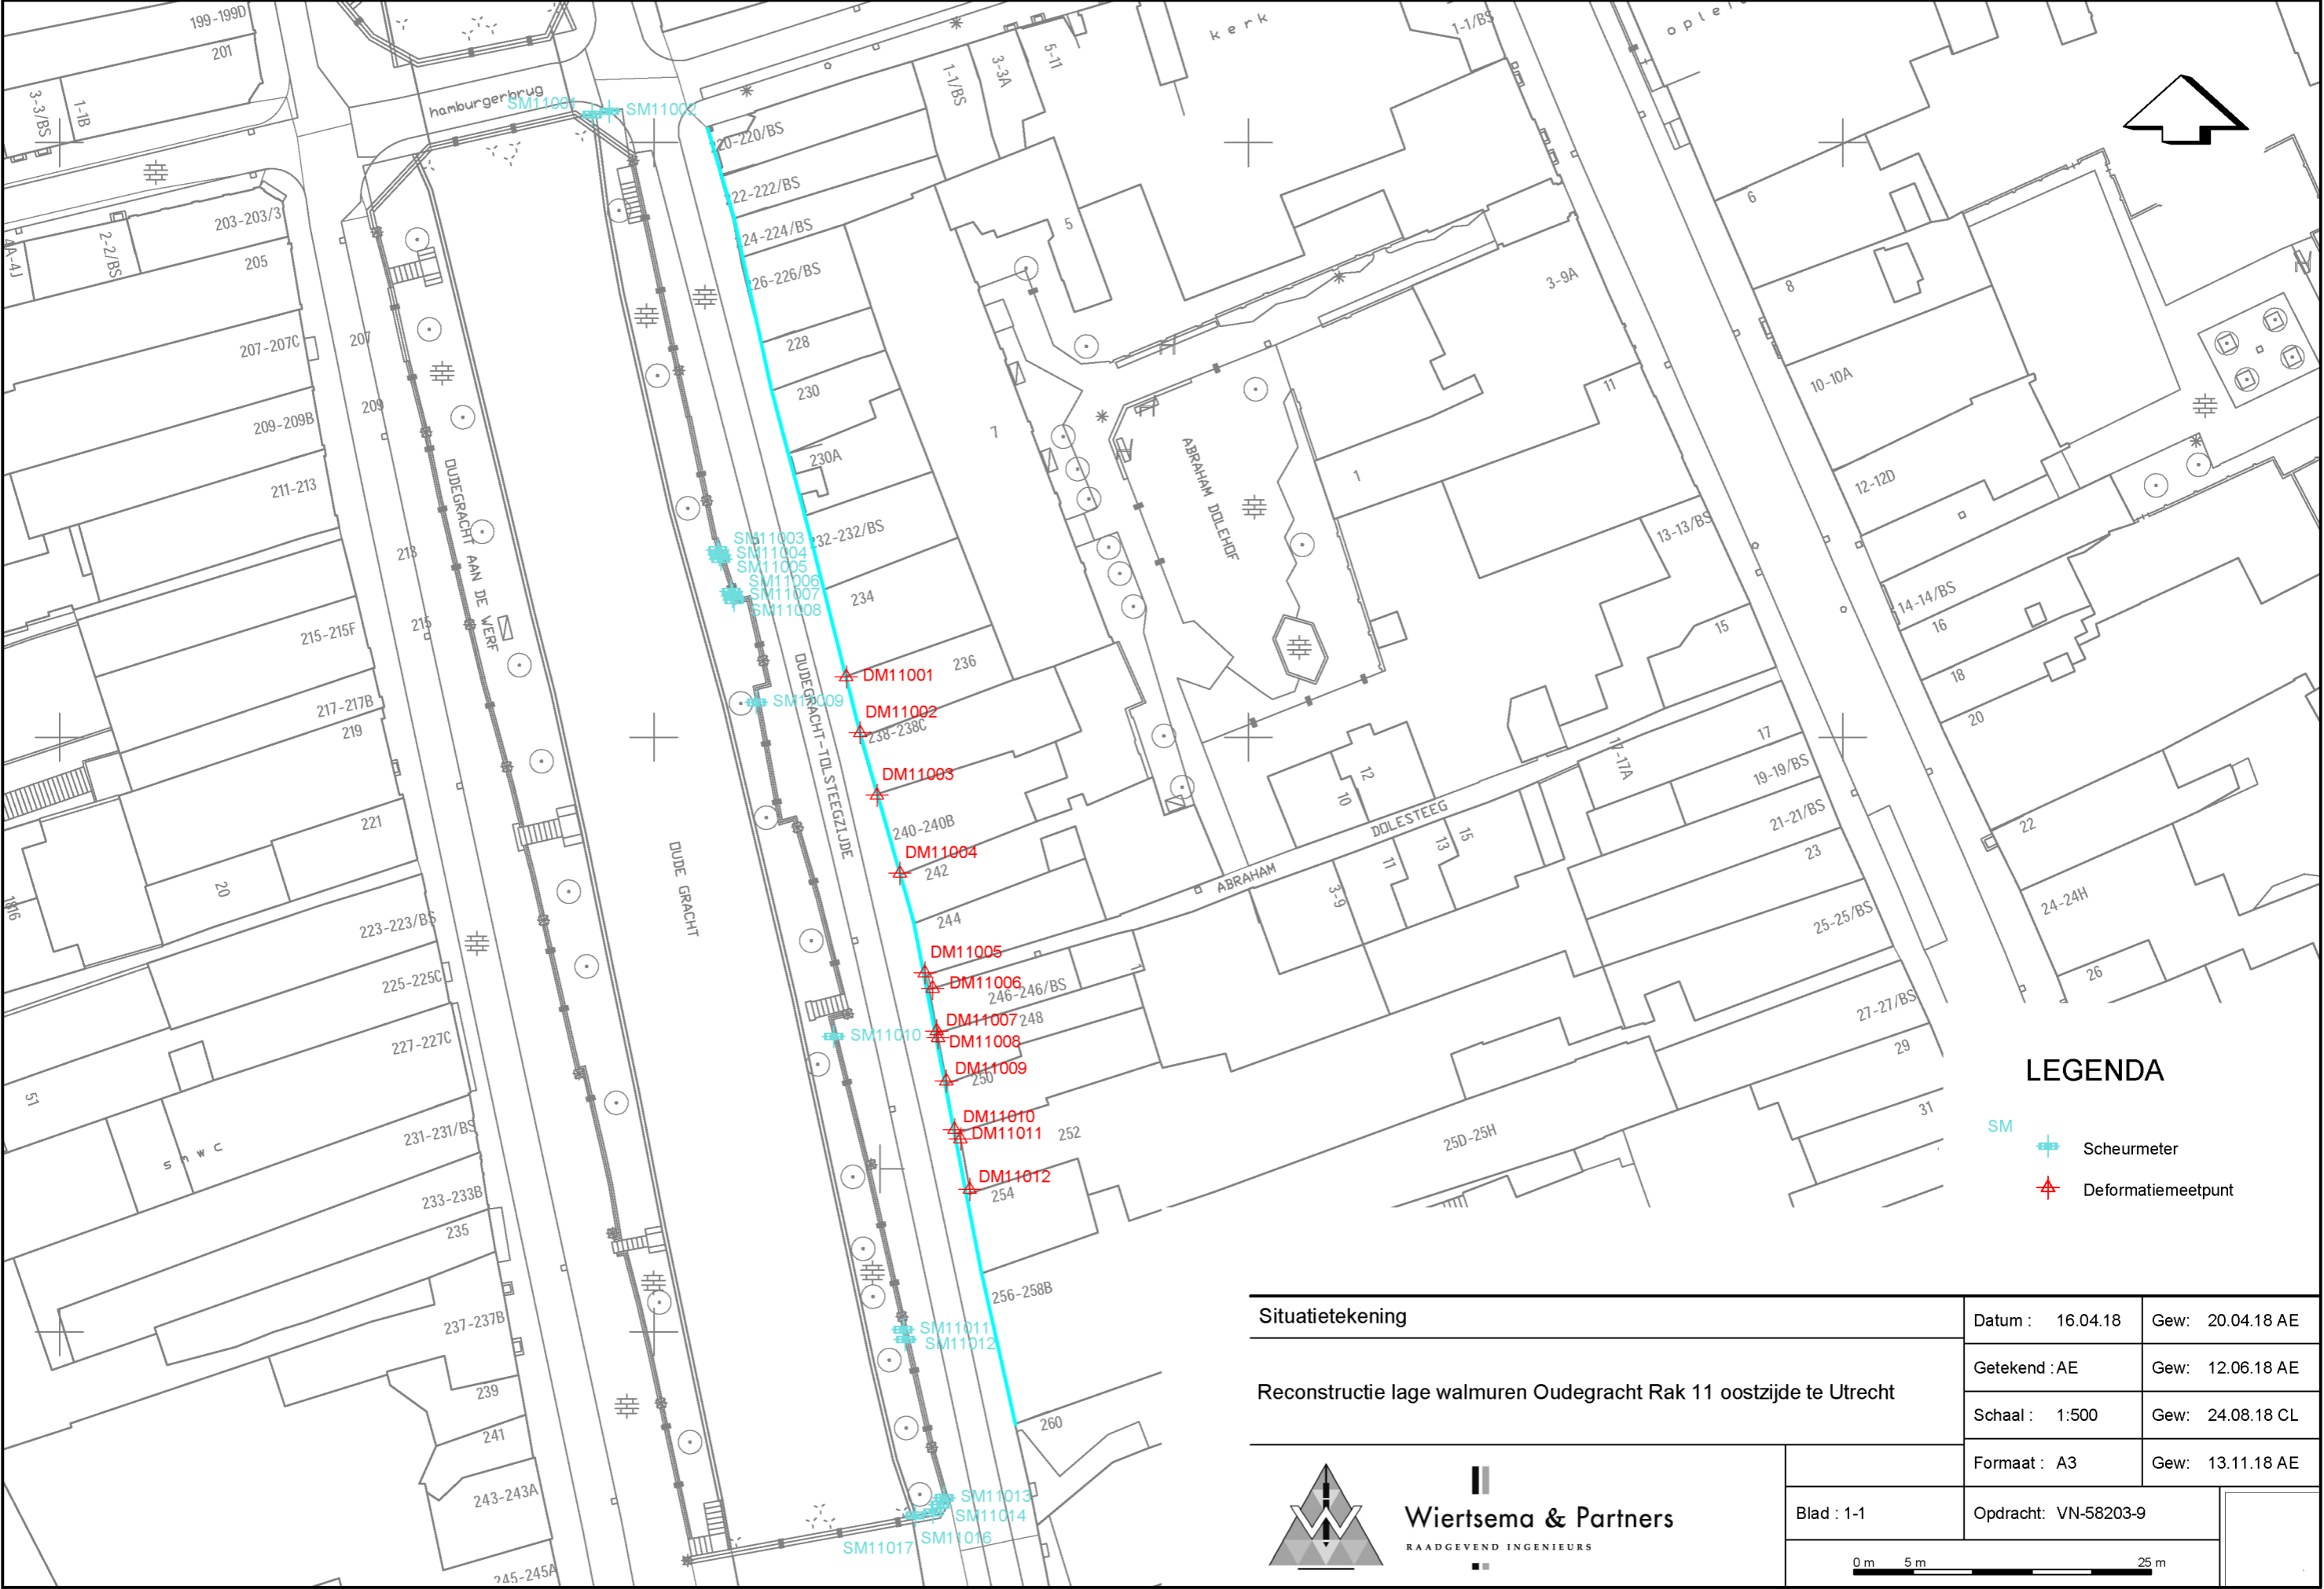 199-199D
201
3-3/BS
1-1B
hamburgerbrug
SM11001
SM11002
kerk
1-1/BS
3-3A
5-11
1-1/BS
220-220/BS
222-222/BS
224-224/BS
226-226/BS
228
230
230A
232-232/BS
234
236
238-238C
240-240B
242
244
246-246/BS
248
250
252
254
256-258B
260
203-203/3
2-2/BS
4A-4J
205
207-207C
207
209
209-209B
211-213
213
215
215-215F
217-217B
219
221
20
1816
223-223/BS
225-225C
227-227C
51
smwc
231-231/BS
233-233B
235
237-237B
239
241
243-243A
245-245A
OUDEGRACHT AAN DE WERF
OUDE GRACHT
OUDEGRACHT-TOLSTEEGZIJDE
SM11003
SM11004
SM11005
SM11006
SM11007
SM11008
SM11009
SM11010
SM11011
SM11012
SM11013
SM11014
SM11016
SM11017
DM11001
DM11002
DM11003
DM11004
DM11005
DM11006
DM11007
DM11008
DM11009
DM11010
DM11011
DM11012
5
7
ABRAHAM DOLEHOF
1
3-9A
11
13-13/BS
15
17
17-17A
19-19/BS
21-21/BS
23
25-25/BS
27-27/BS
29
31
25D-25H
12
10
ABRAHAM DOLESTEEG
15
13
11
3-9
1
6
8
10-10A
12-12D
14-14/BS
16
18
20
22
24-24H
26
LEGENDA
SM
Scheurmeter
Deformatiemeetpunt
Situatietekening
Reconstructie lage walmuren Oudegracht Rak 11 oostzijde te Utrecht
Datum : 16.04.18
Gew: 20.04.18 AE
Getekend : AE
Gew: 12.06.18 AE
Schaal : 1:500
Gew: 24.08.18 CL
Formaat : A3
Gew: 13.11.18 AE
Blad : 1-1
Opdracht: VN-58203-9
Wiertsema & Partners
RAADGEVEND INGENIEURS
0 m 5 m 25 m